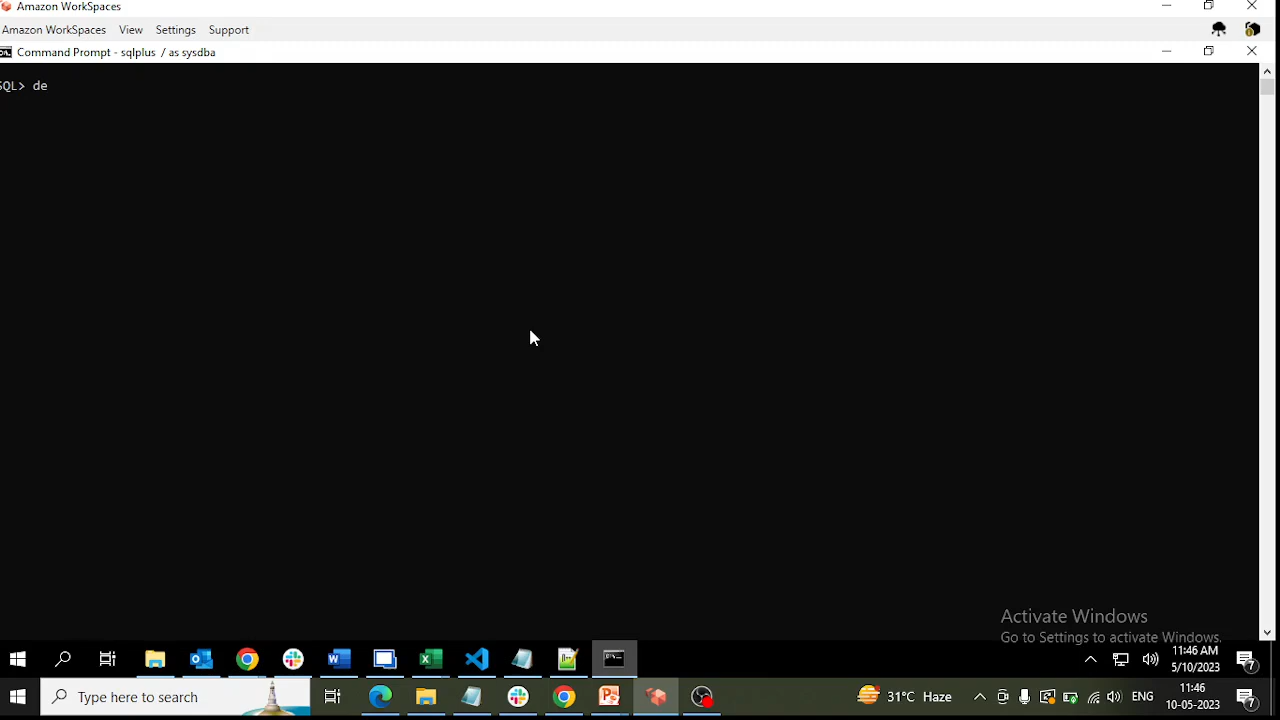 Amazon WorkSpaces
Amazon WorkSpaces View Settings Support
Command Prompt - sqlplus / as sysdba
SQL> de
Activate Windows
Go to Settings to activate Windows.
11:46 AM
5/10/2023
7
Type here to search
31°C Haze
ENG
11:46
10-05-2023
7